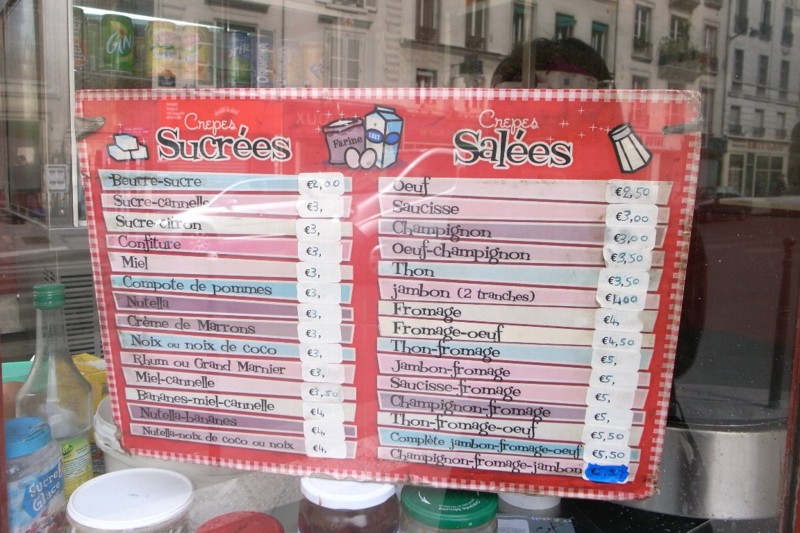 Crepes
Sucrées
Beurre-sucre €2,00
Sucre-cannelle €3,
Sucre citron €3,
Confiture €3,
Miel €3,
Compote de pommes €3,
Nutella €3,
Crème de Marrons €3,
Noix ou noix de coco €3,
Rhum ou Grand Marnier €3,
Miel-cannelle €3,50
Bananes-miel-cannelle €4,
Nutella-bananes €4,
Nutella-noix de coco ou noix €4,
Farine
LAIT
Crepes
Salées
Oeuf €2,50
Saucisse €3,00
Champignon €3,00
Oeuf-champignon €3,50
Thon €3,50
jambon (2 tranches) €4,00
Fromage €4,
Fromage-oeuf €4,50
Thon-fromage €5,
Jambon-fromage €5,
Saucisse-fromage €5,
Champignon-fromage €5,
Thon-fromage-oeuf €5,50
Complète jambon-fromage-oeuf €5,50
Champignon-fromage-jambon
GiNi
Sucre
Glace